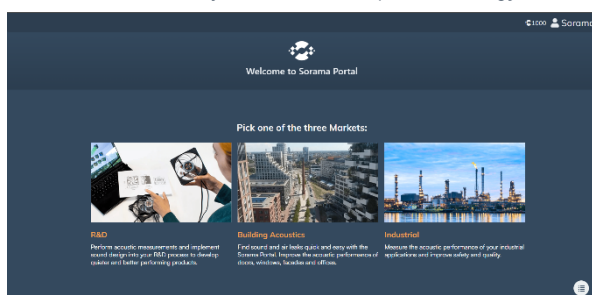 1000 Sorama
Welcome to Sorama Portal
Pick one of the three Markets:
R&D
Perform acoustic measurements and implement
sound design into your R&D process to develop
quieter and better performing products.
Building Acoustics
Find sound and air leaks quick and easy with the
Sorama Portal. Improve the acoustic performance of
doors, windows, facades and offices.
Industrial
Measure the acoustic performance of your industrial
applications and improve safety and quality.